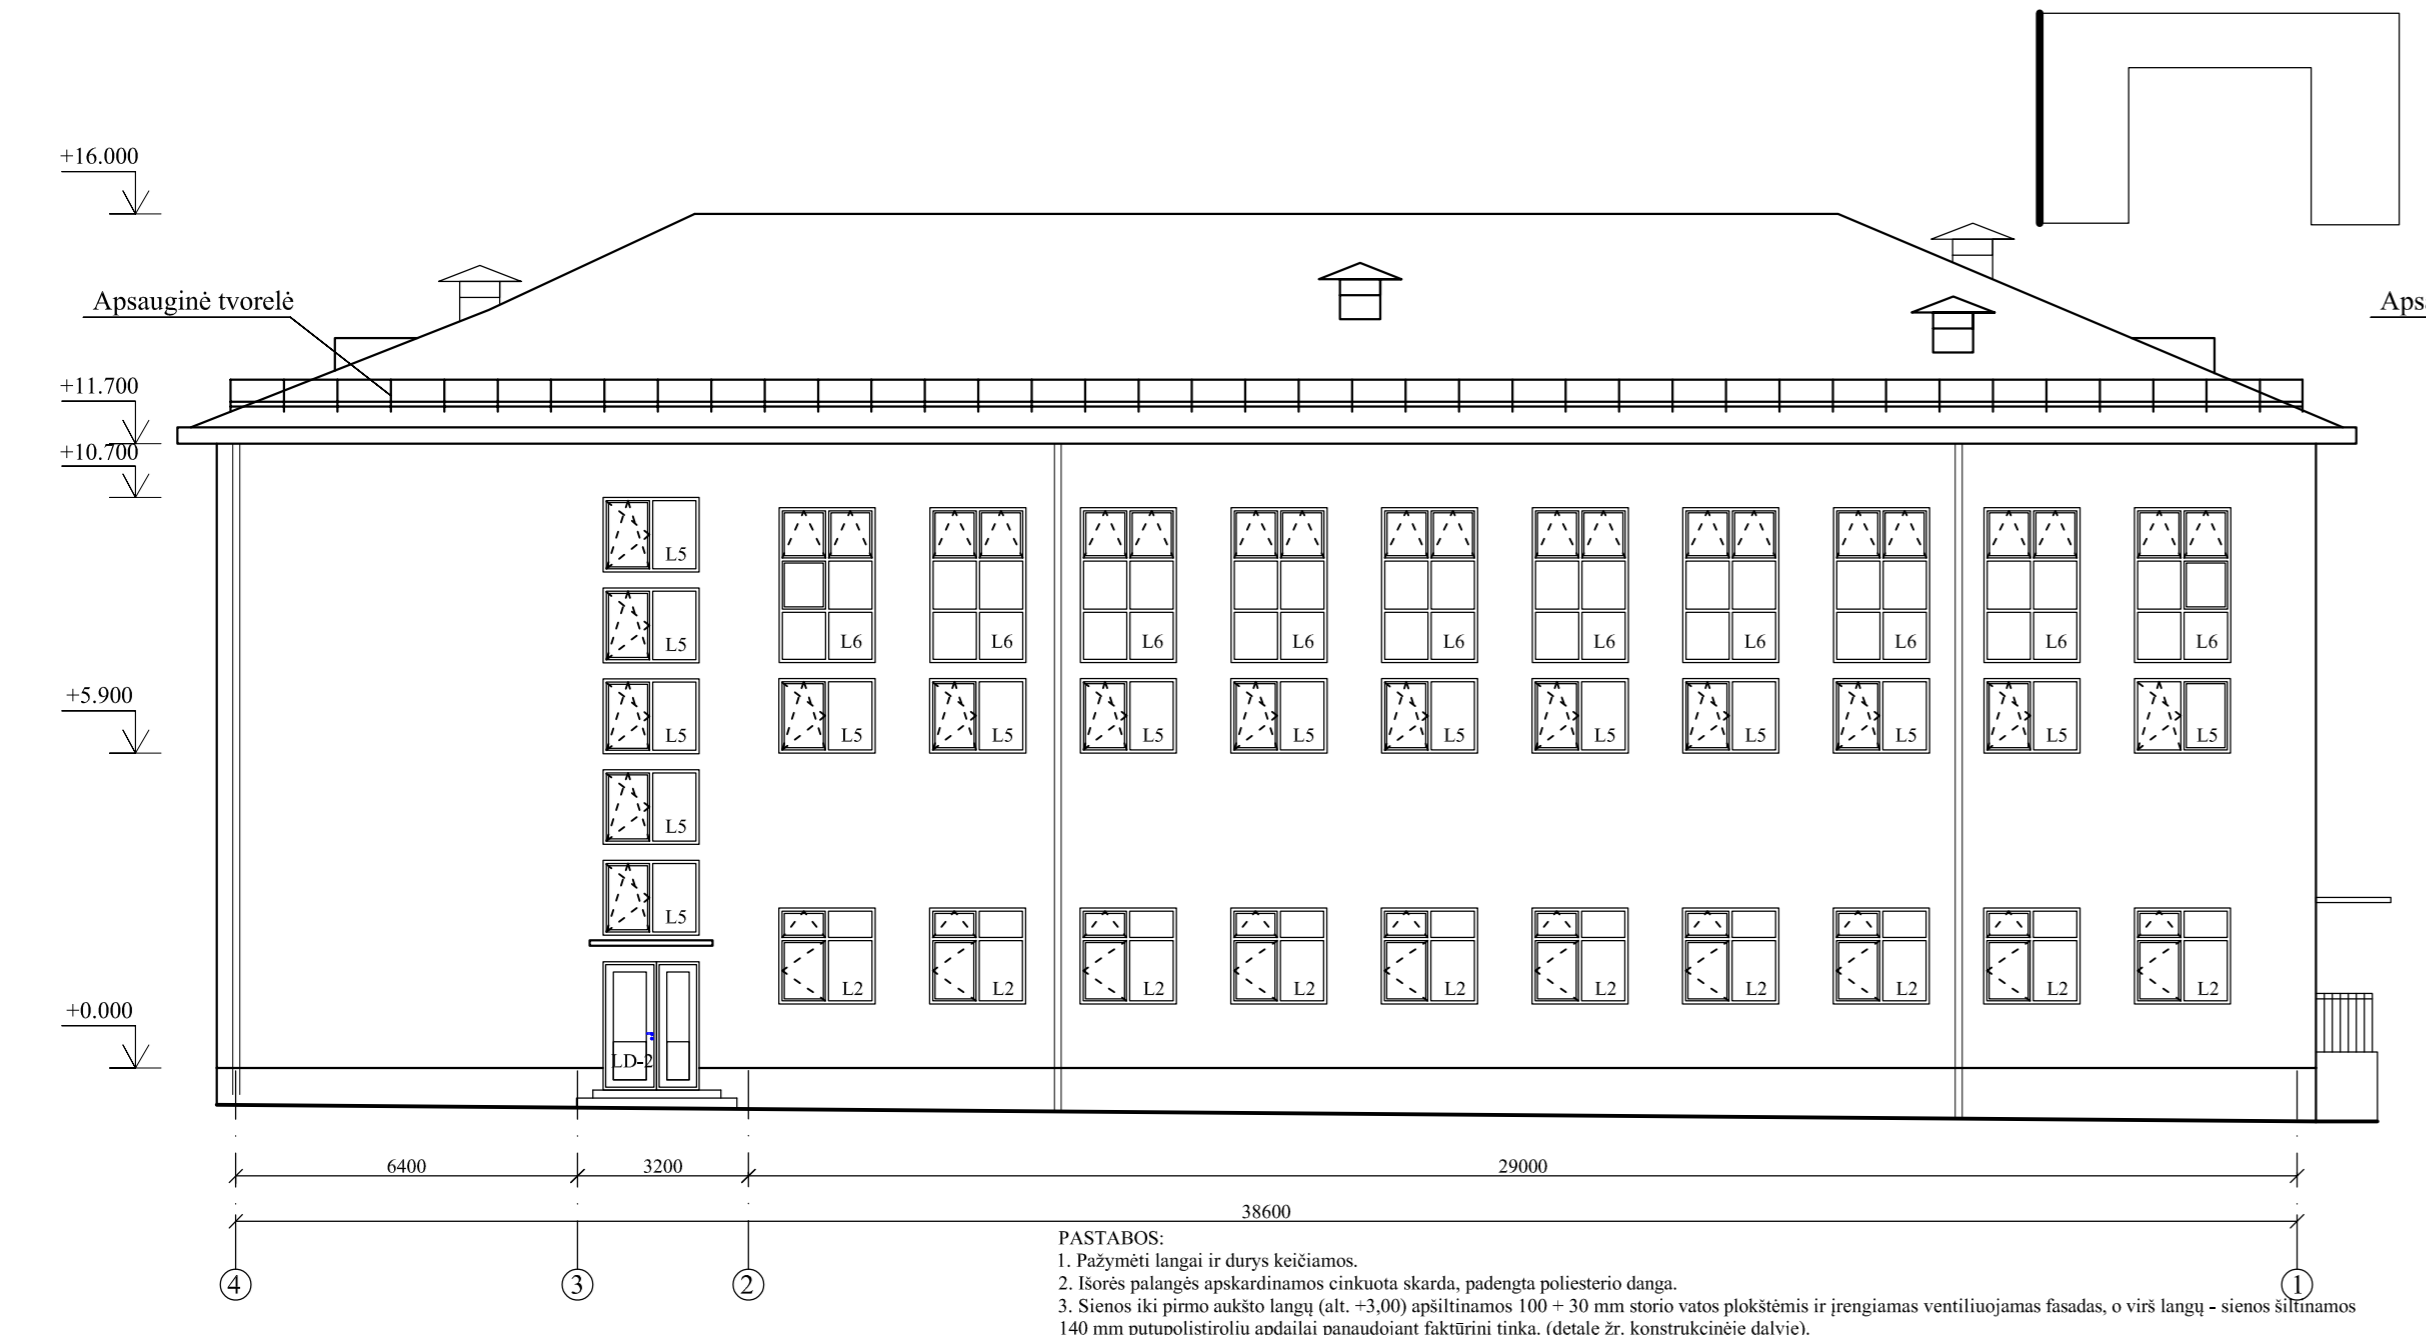 +16.000
Apsauginė tvorelė
Apsa
+11.700
+10.700
L5
L5
L6 L6 L6 L6 L6 L6 L6 L6 L6 L6
+5.900
L5 L5 L5 L5 L5 L5 L5 L5 L5 L5 L5
L5
L5
L2 L2 L2 L2 L2 L2 L2 L2 L2 L2
+0.000
LD-2
6400 3200 29000
38600
4 3 2 1
PASTABOS:
1. Pažymėti langai ir durys keičiamos.
2. Išorės palangės apskardinamos cinkuota skarda, padengta poliesterio danga.
3. Sienos iki pirmo aukšto langų (alt. +3,00) apšiltinamos 100 + 30 mm storio vatos plokštėmis ir įrengiamas ventiliuojamas fasadas, o virš langų - sienos šiltinamos
140 mm putupolistiroliu apdailai panaudojant faktūrinį tinką. (detalę žr. konstrukcinėje dalyje).